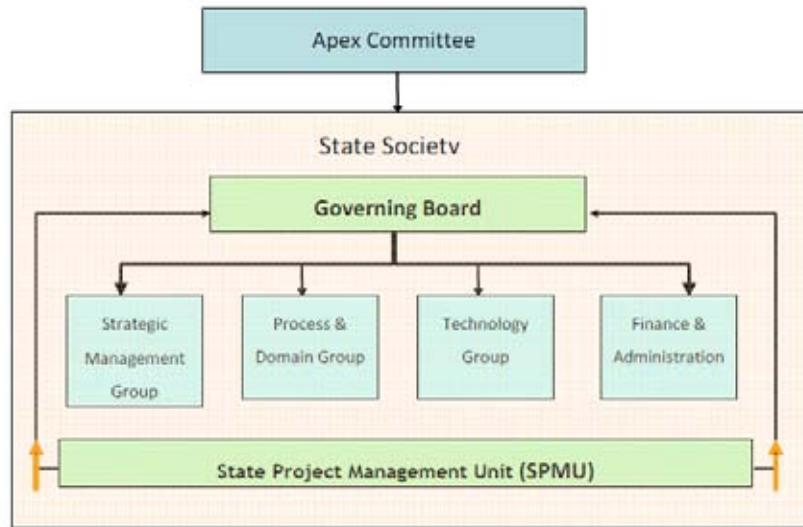 Apex Committee
State Society
Governing Board
Strategic
Management
Group
Process &
Domain Group
Technology
Group
Finance &
Administration
State Project Management Unit (SPMU)